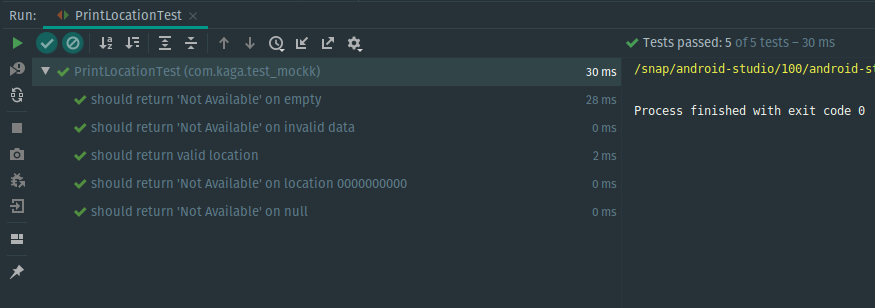 Run: PrintLocationTest
Tests passed: 5 of 5 tests – 30 ms
PrintLocationTest (com.kaga.test_mockk) 30 ms
should return 'Not Available' on empty 28 ms
should return 'Not Available' on invalid data 0 ms
should return valid location 2 ms
should return 'Not Available' on location 0000000000 0 ms
should return 'Not Available' on null 0 ms
/snap/android-studio/100/android-st
Process finished with exit code 0